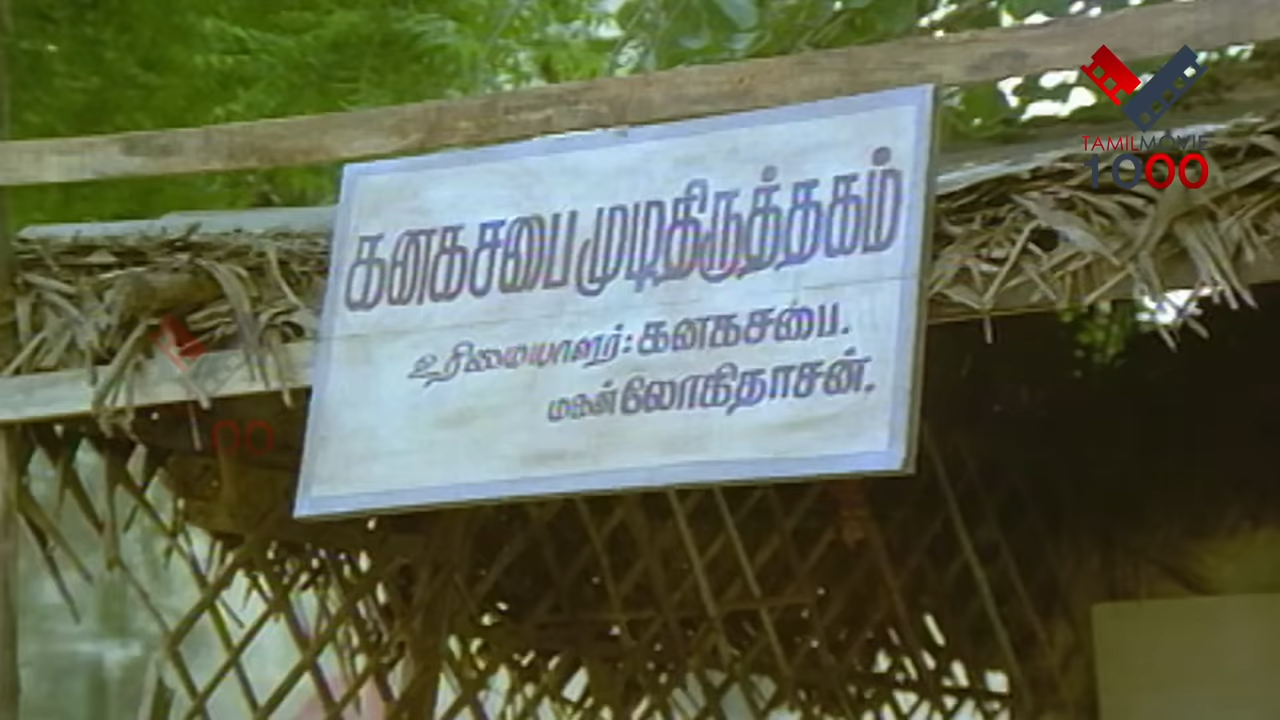 கனகசபை முடிதிருத்தகம்
உரிமையாளர்: கனகசபை.
மகன் லோகிதாசன்.
TAMILMOVIE
1000